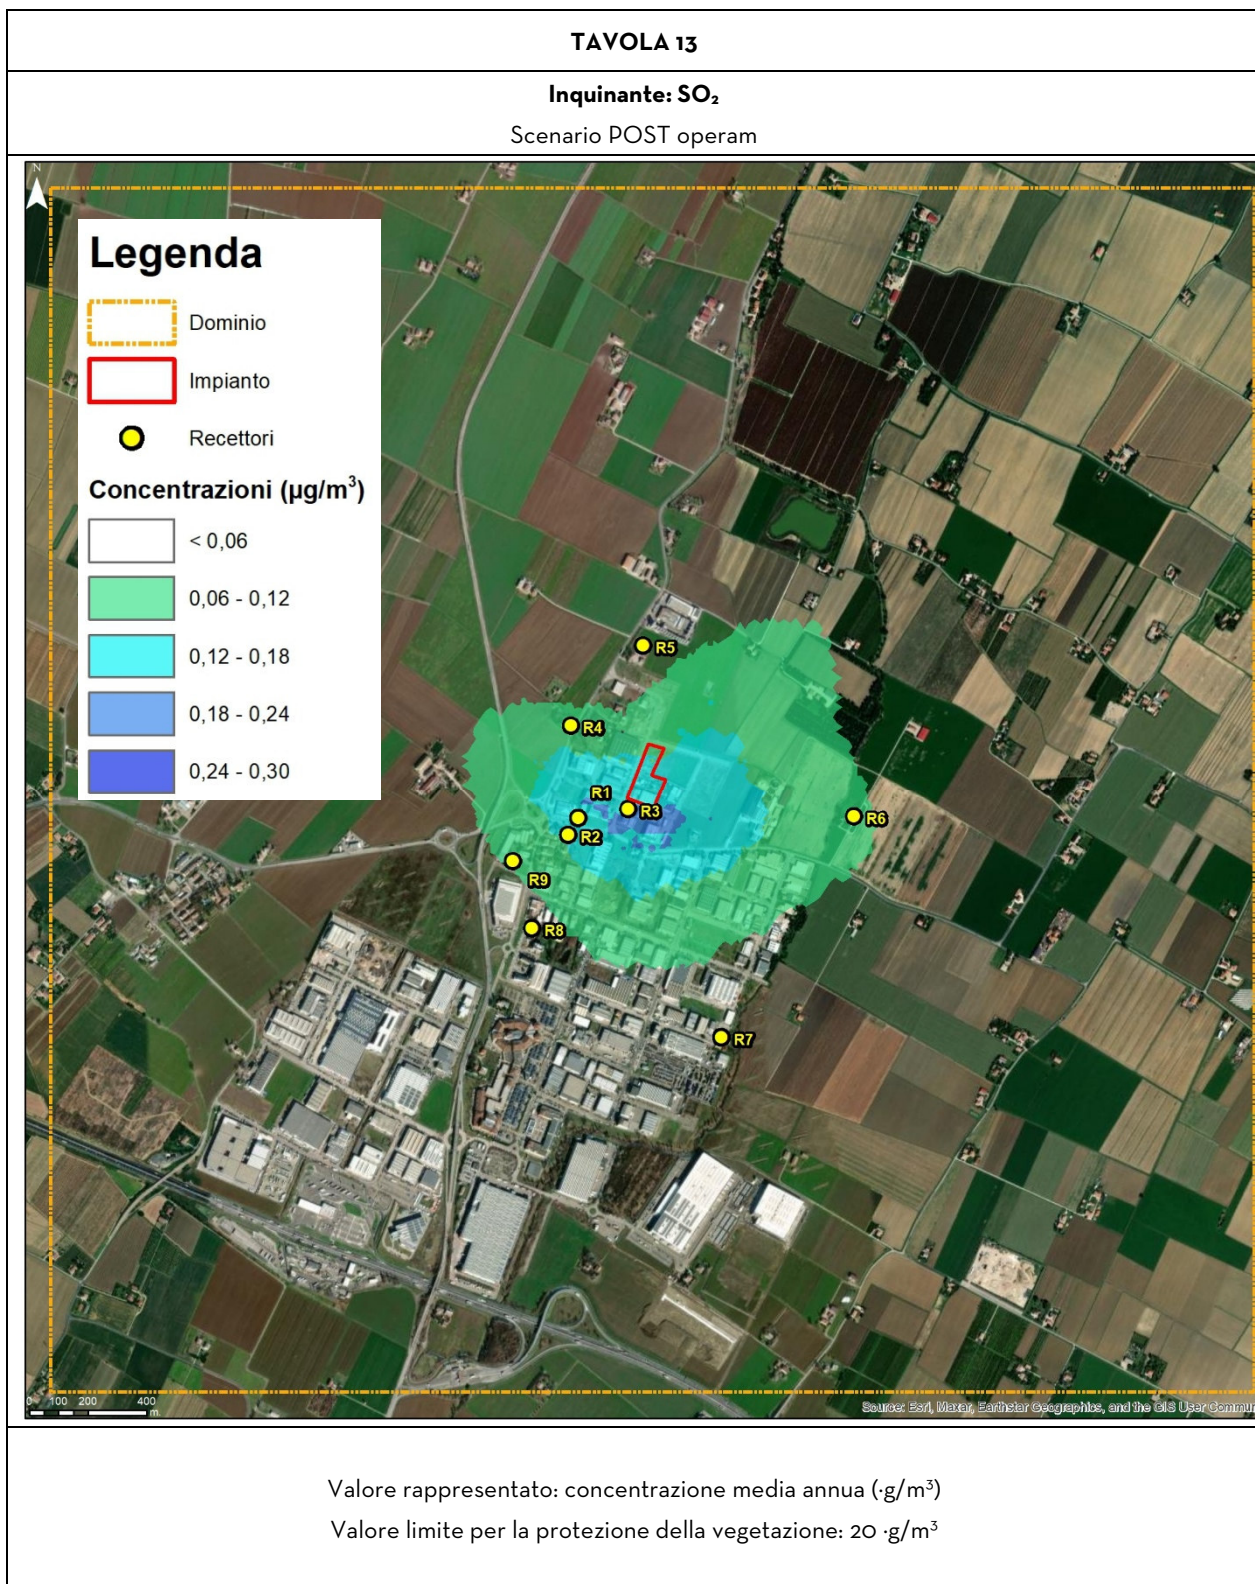 TAVOLA 13
Inquinante: SO₂
Scenario POST operam
N
Legenda
Dominio
Impianto
Recettori
Concentrazioni (µg/m³)
< 0,06
0,06 - 0,12
0,12 - 0,18
0,18 - 0,24
0,24 - 0,30
R5
R4
R1
R3
R6
R2
R9
R8
R7
0 100 200 400
m.
Source: Esri, Maxar, Earthstar Geographics, and the GIS User Commun
Valore rappresentato: concentrazione media annua (·g/m³)
Valore limite per la protezione della vegetazione: 20 ·g/m³